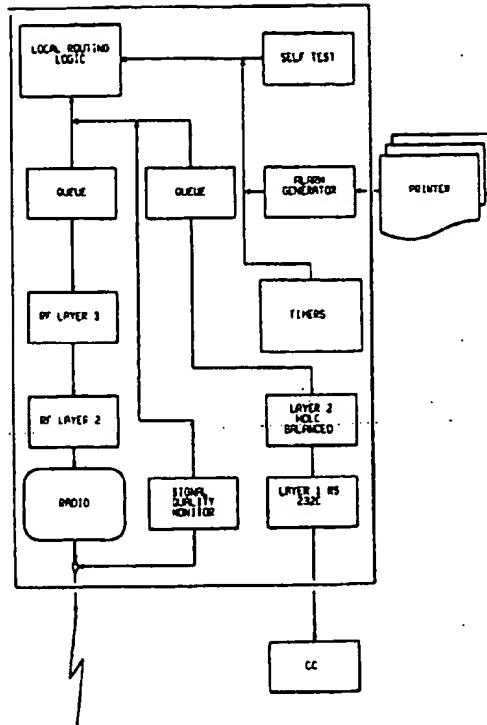 LOCAL ROUTING
LOGIC
SELF TEST
QUEUE
QUEUE
ALARM
GENERATOR
PRINTER
RF LAYER 3
TIMERS
RF LAYER 2
LAYER 2
HDLC
BALANCED
RADIO
SIGNAL
QUALITY
MONITOR
LAYER 1 RS
232C
CC